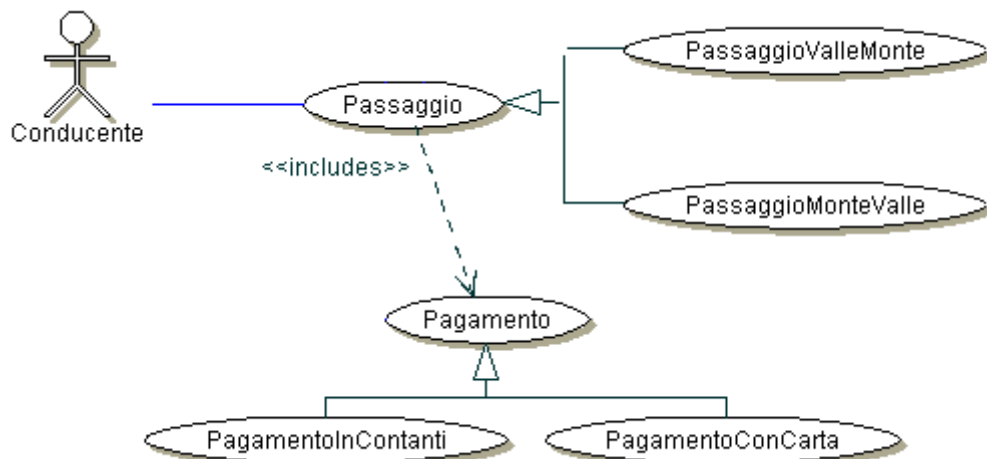 PassaggioValleMonte
Passaggio
Conducente
<<includes>>
PassaggioMonteValle
Pagamento
PagamentoInContanti
PagamentoConCarta